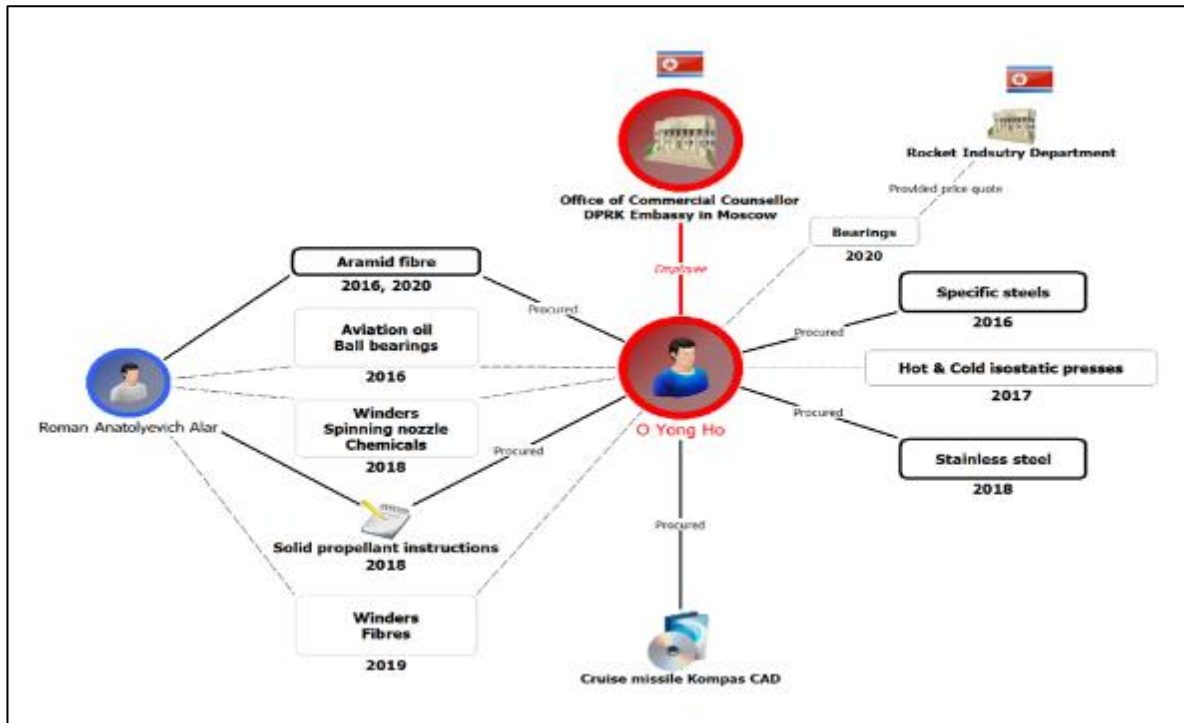 Rocket Indsutry Department
Provided price quote
Office of Commercial Counsellor
DPRK Embassy in Moscow
Bearings
2020
Employee
Aramid fibre
2016, 2020
Procured
Specific steels
2016
Procured
Aviation oil
Ball bearings
2016
Hot & Cold isostatic presses
2017
Roman Anatolyevich Alar
Winders
Spinning nozzle
Chemicals
2018
O Yong Ho
Procured
Procured
Stainless steel
2018
Solid propellant instructions
2018
Procured
Winders
Fibres
2019
Cruise missile Kompas CAD